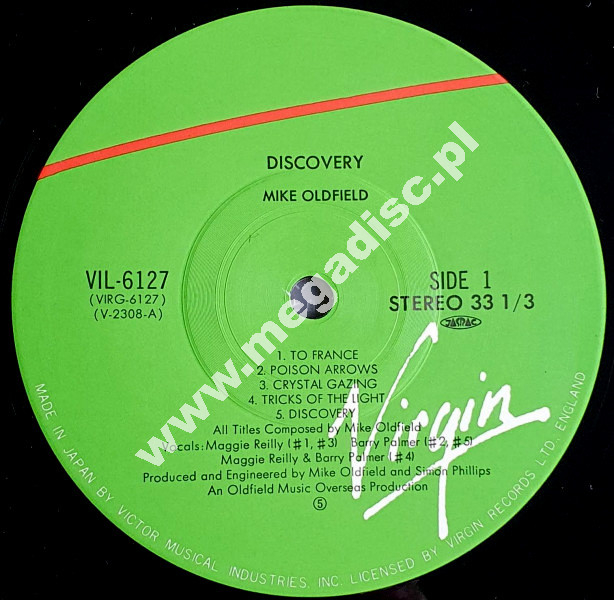 DISCOVERY
MIKE OLDFIELD
VIL-6127
(VIRG-6127)
(V-2308-A)
SIDE 1
STEREO 33 1/3
JASRAC
1. TO FRANCE
2. POISON ARROWS
3. CRYSTAL GAZING
4. TRICKS OF THE LIGHT
5. DISCOVERY
All Titles Composed by Mike Oldfield
Vocals: Maggie Reilly (♯1, ♯3) Barry Palmer (♯2, ♯5)
Maggie Reilly & Barry Palmer (♯4)
Produced and Engineered by Mike Oldfield and Simon Phillips
An Oldfield Music Overseas Production
⑤
Virgin
MADE IN JAPAN BY VICTOR MUSICAL INDUSTRIES, INC. LICENSED BY VIRGIN RECORDS LTD: ENGLAND
www.megadisc.pl